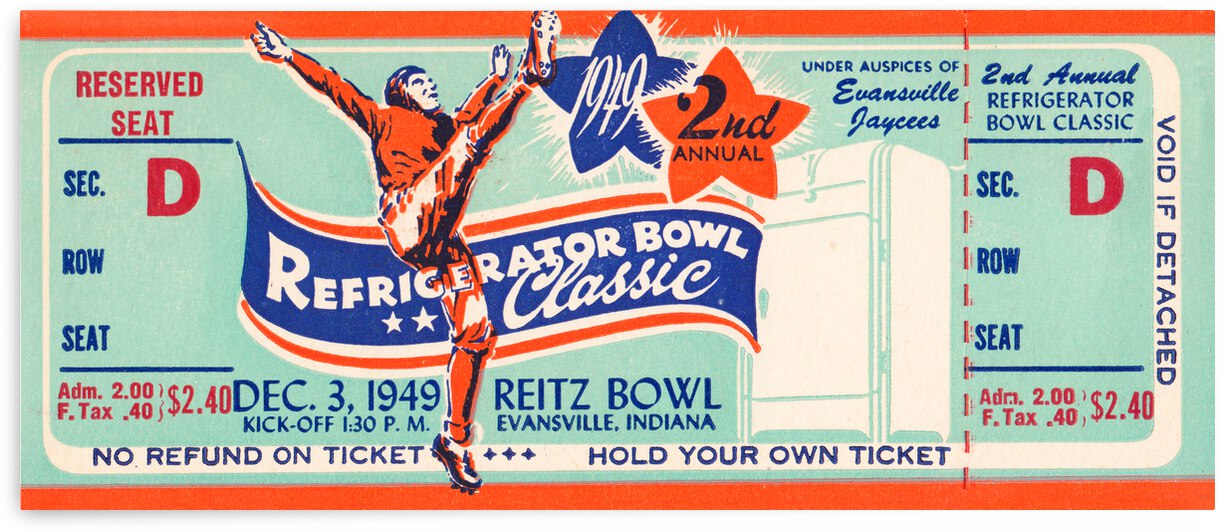 RESERVED
SEAT
SEC. D
ROW
SEAT
Adm. 2.00
F. Tax .40
$2.40
1949
2nd
ANNUAL
UNDER AUSPICES OF
Evansville
Jaycees
REFRIGERATOR BOWL
Classic
DEC. 3, 1949
KICK-OFF 1:30 P. M.
REITZ BOWL
EVANSVILLE, INDIANA
NO REFUND ON TICKET
HOLD YOUR OWN TICKET
2nd Annual
REFRIGERATOR
BOWL CLASSIC
SEC. D
ROW
SEAT
Adm. 2.00
F. Tax .40
$2.40
VOID IF DETACHED